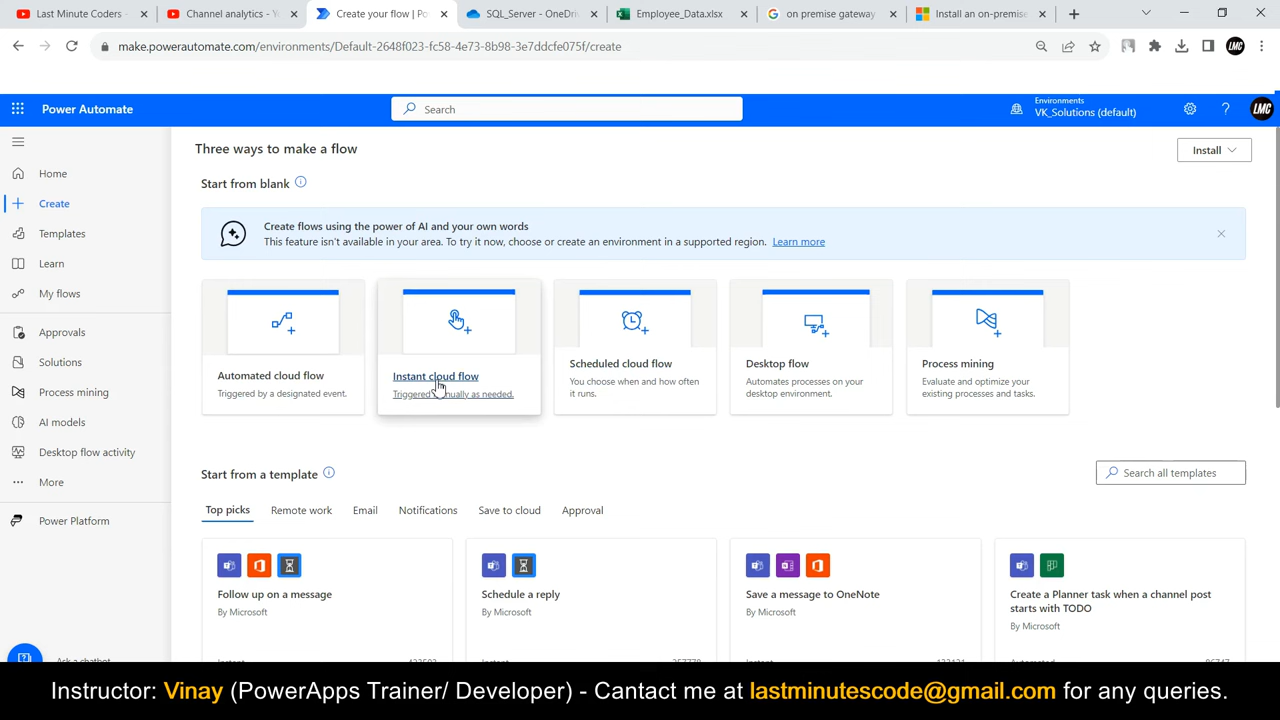 Last Minute Coders -
Channel analytics - Y
Create your flow | Po
SQL_Server - OneDriv
Employee_Data.xlsx
on premise gateway
Install an on-premise
make.powerautomate.com/environments/Default-2648f023-fc58-4e73-8b98-3e7ddcfe075f/create
LMC
Power Automate
Search
Environments
VK_Solutions (default)
LMC
Home
Create
Templates
Learn
My flows
Approvals
Solutions
Process mining
AI models
Desktop flow activity
More
Power Platform
Ask a chatbot
Three ways to make a flow
Install
Start from blank
Create flows using the power of AI and your own words
This feature isn't available in your area. To try it now, choose or create an environment in a supported region. Learn more
Automated cloud flow
Triggered by a designated event.
Instant cloud flow
Triggered manually as needed.
Scheduled cloud flow
You choose when and how often
it runs.
Desktop flow
Automates processes on your
desktop environment.
Process mining
Evaluate and optimize your
existing processes and tasks.
Start from a template
Search all templates
Top picks
Remote work
Email
Notifications
Save to cloud
Approval
Follow up on a message
By Microsoft
Schedule a reply
By Microsoft
Save a message to OneNote
By Microsoft
Create a Planner task when a channel post
starts with TODO
By Microsoft
Instructor: Vinay (PowerApps Trainer/ Developer) - Cantact me at lastminutescode@gmail.com for any queries.